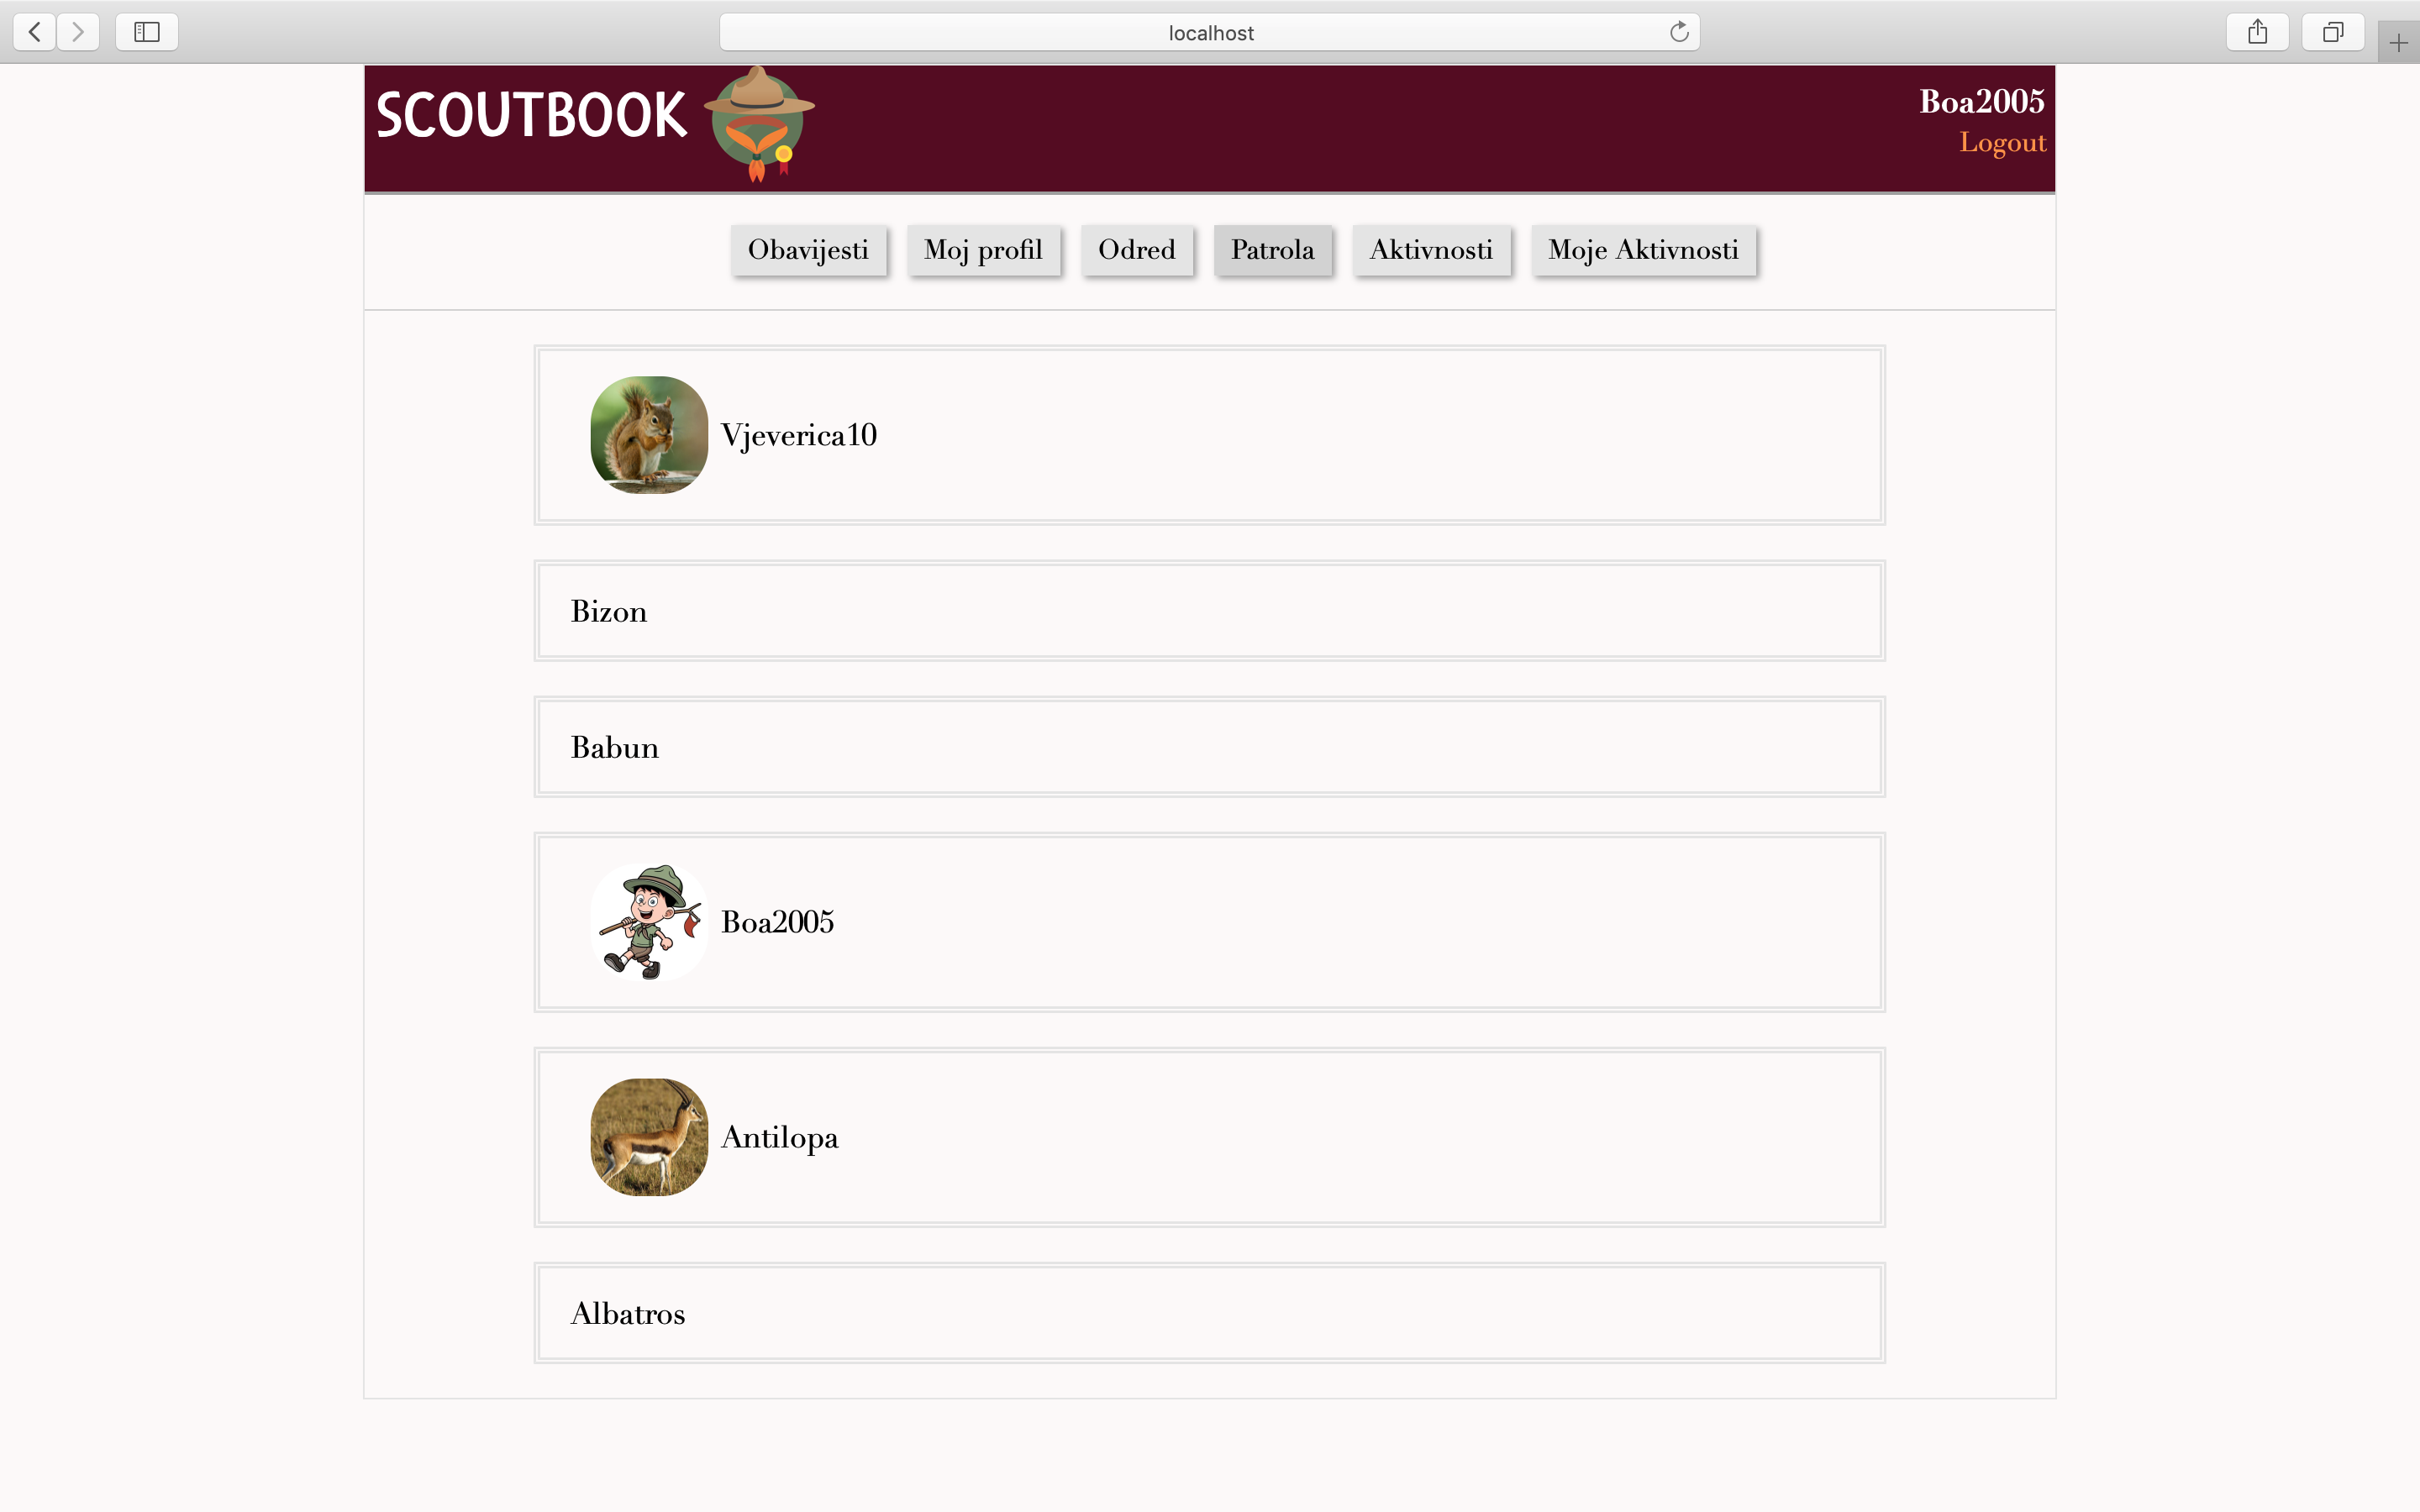 localhost
SCOUTBOOK
Boa2005
Logout
Obavijesti Moj profil Odred Patrola Aktivnosti Moje Aktivnosti
Vjeverica10
Bizon
Babun
Boa2005
Antilopa
Albatros